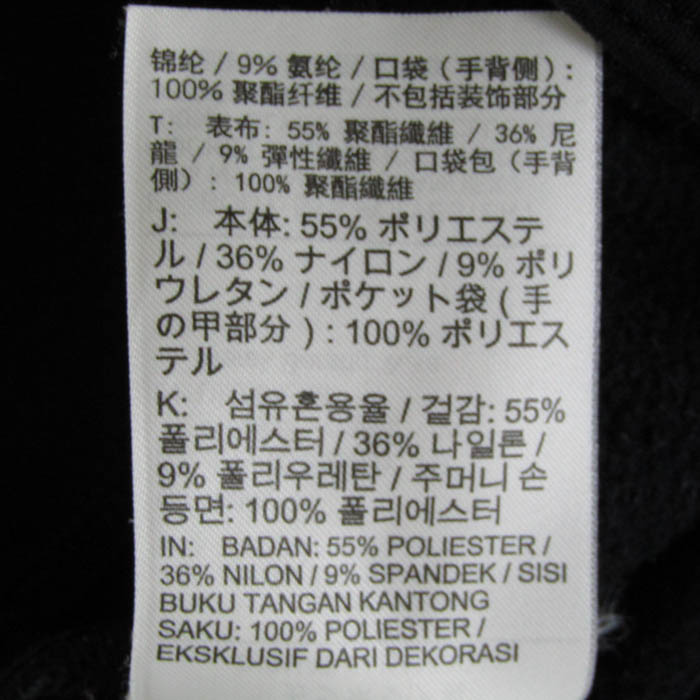 锦纶 / 9% 氨纶 / 口袋 ( 手背侧 ) :
100% 聚酯纤维 / 不包括装饰部分
T: 表布: 55% 聚酯纖維 / 36% 尼
龍 / 9% 彈性纖維 / 口袋包 ( 手背
側 ) : 100% 聚酯纖維
J: 本体: 55% ポリエステ
ル / 36% ナイロン / 9% ポリ
ウレタン / ポケット袋 ( 手
の甲部分 ) : 100% ポリエス
テル
K: 섬유혼용율 / 겉감: 55%
폴리에스터 / 36% 나일론 /
9% 폴리우레탄 / 주머니 손
등면: 100% 폴리에스터
IN: BADAN: 55% POLIESTER /
36% NILON / 9% SPANDEK / SISI
BUKU TANGAN KANTONG
SAKU: 100% POLIESTER /
EKSKLUSIF DARI DEKORASI